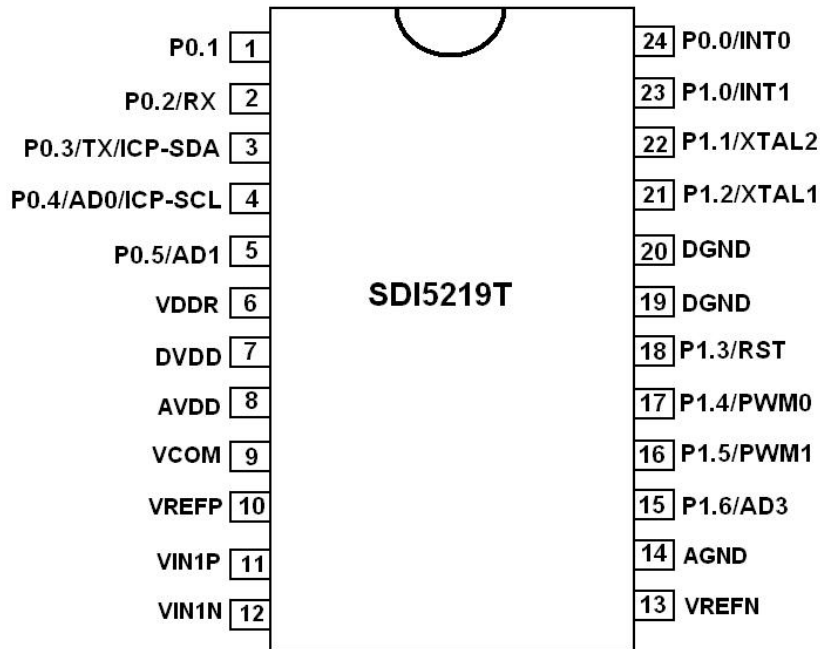 P0.1 1
P0.2/RX 2
P0.3/TX/ICP-SDA 3
P0.4/AD0/ICP-SCL 4
P0.5/AD1 5
VDDR 6
DVDD 7
AVDD 8
VCOM 9
VREFP 10
VIN1P 11
VIN1N 12
SDI5219T
24 P0.0/INT0
23 P1.0/INT1
22 P1.1/XTAL2
21 P1.2/XTAL1
20 DGND
19 DGND
18 P1.3/RST
17 P1.4/PWM0
16 P1.5/PWM1
15 P1.6/AD3
14 AGND
13 VREFN